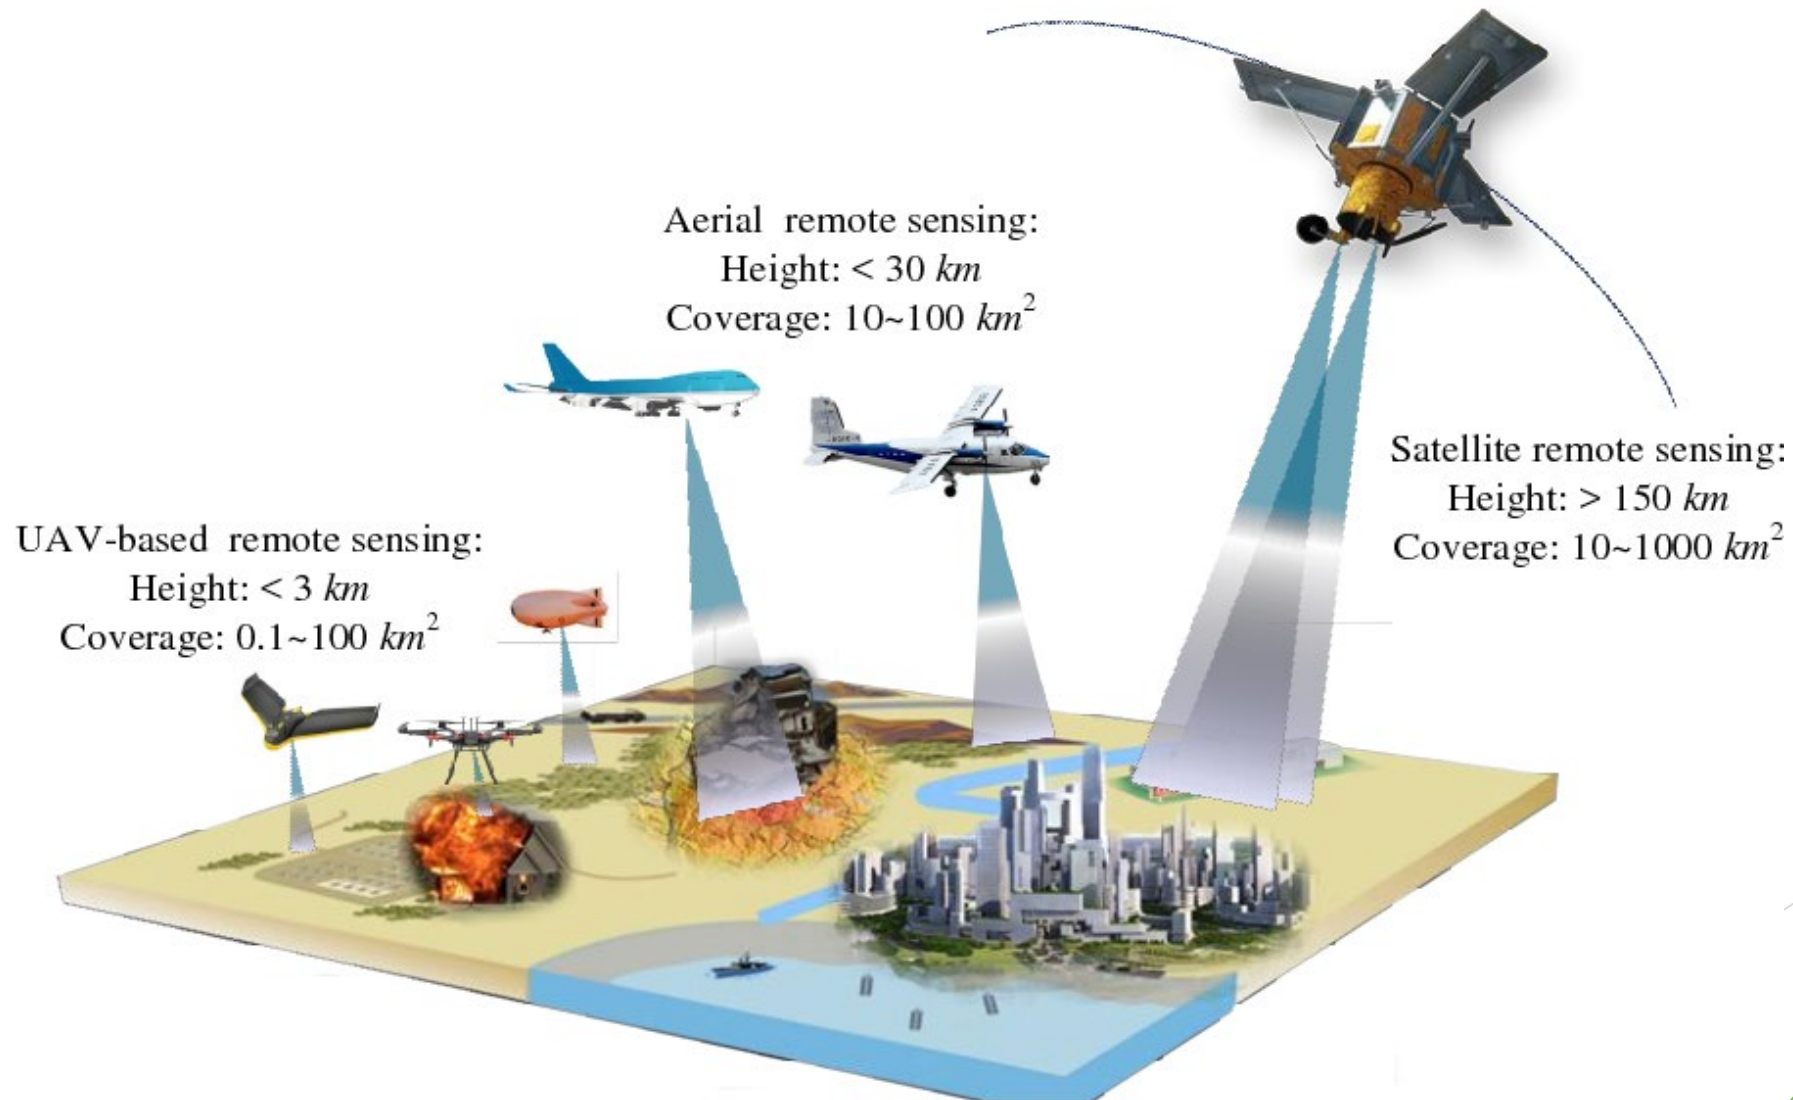 Aerial remote sensing:
Height: < 30 km
Coverage: 10~100 km²
Satellite remote sensing:
Height: > 150 km
Coverage: 10~1000 km²
UAV-based remote sensing:
Height: < 3 km
Coverage: 0.1~100 km²